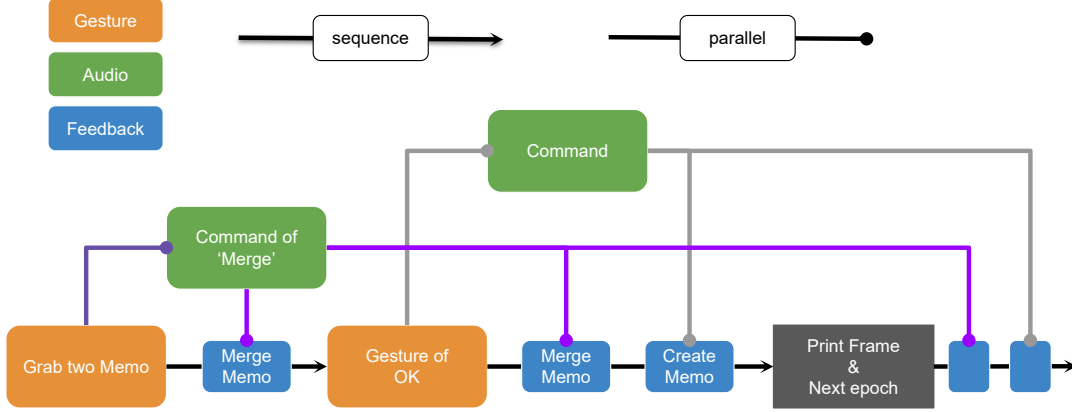 Gesture
sequence
parallel
Audio
Feedback
Command
Command of
‘Merge’
Grab two Memo
Merge
Memo
Gesture of
OK
Merge
Memo
Create
Memo
Print Frame
&
Next epoch